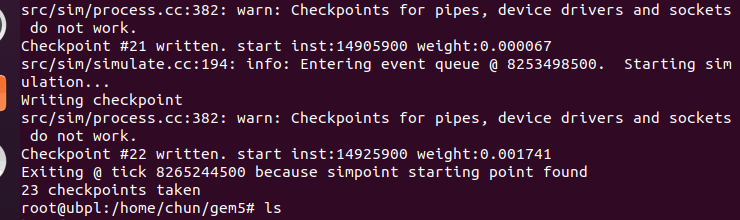 src/sim/process.cc:382: warn: Checkpoints for pipes, device drivers and sockets
 do not work.
Checkpoint #21 written. start inst:14905900 weight:0.000067
src/sim/simulate.cc:194: info: Entering event queue @ 8253498500.  Starting sim
ulation...
Writing checkpoint
src/sim/process.cc:382: warn: Checkpoints for pipes, device drivers and sockets
 do not work.
Checkpoint #22 written. start inst:14925900 weight:0.001741
Exiting @ tick 8265244500 because simpoint starting point found
23 checkpoints taken
root@ubpl:/home/chun/gem5# ls